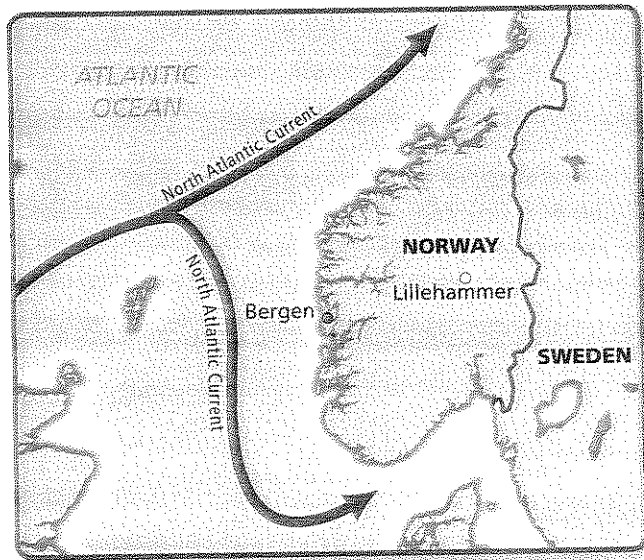 ATLANTIC
OCEAN
North Atlantic Current
North Atlantic Current
NORWAY
Lillehammer
Bergen
SWEDEN